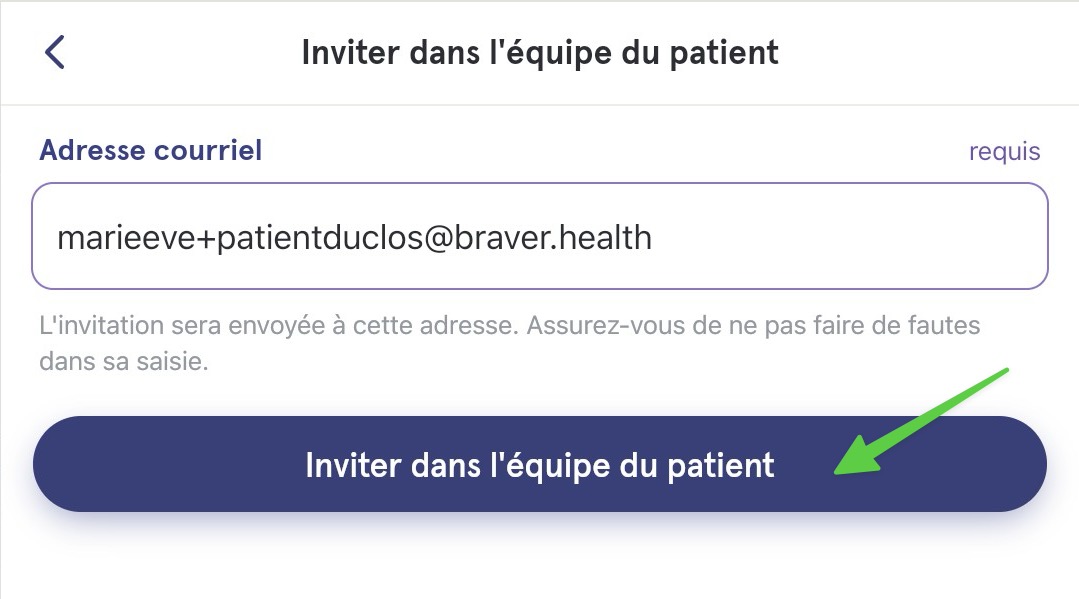 Inviter dans l'équipe du patient
Adresse courriel
requis
marieeve+patientduclos@braver.health
L'invitation sera envoyée à cette adresse. Assurez-vous de ne pas faire de fautes
dans sa saisie.
Inviter dans l'équipe du patient